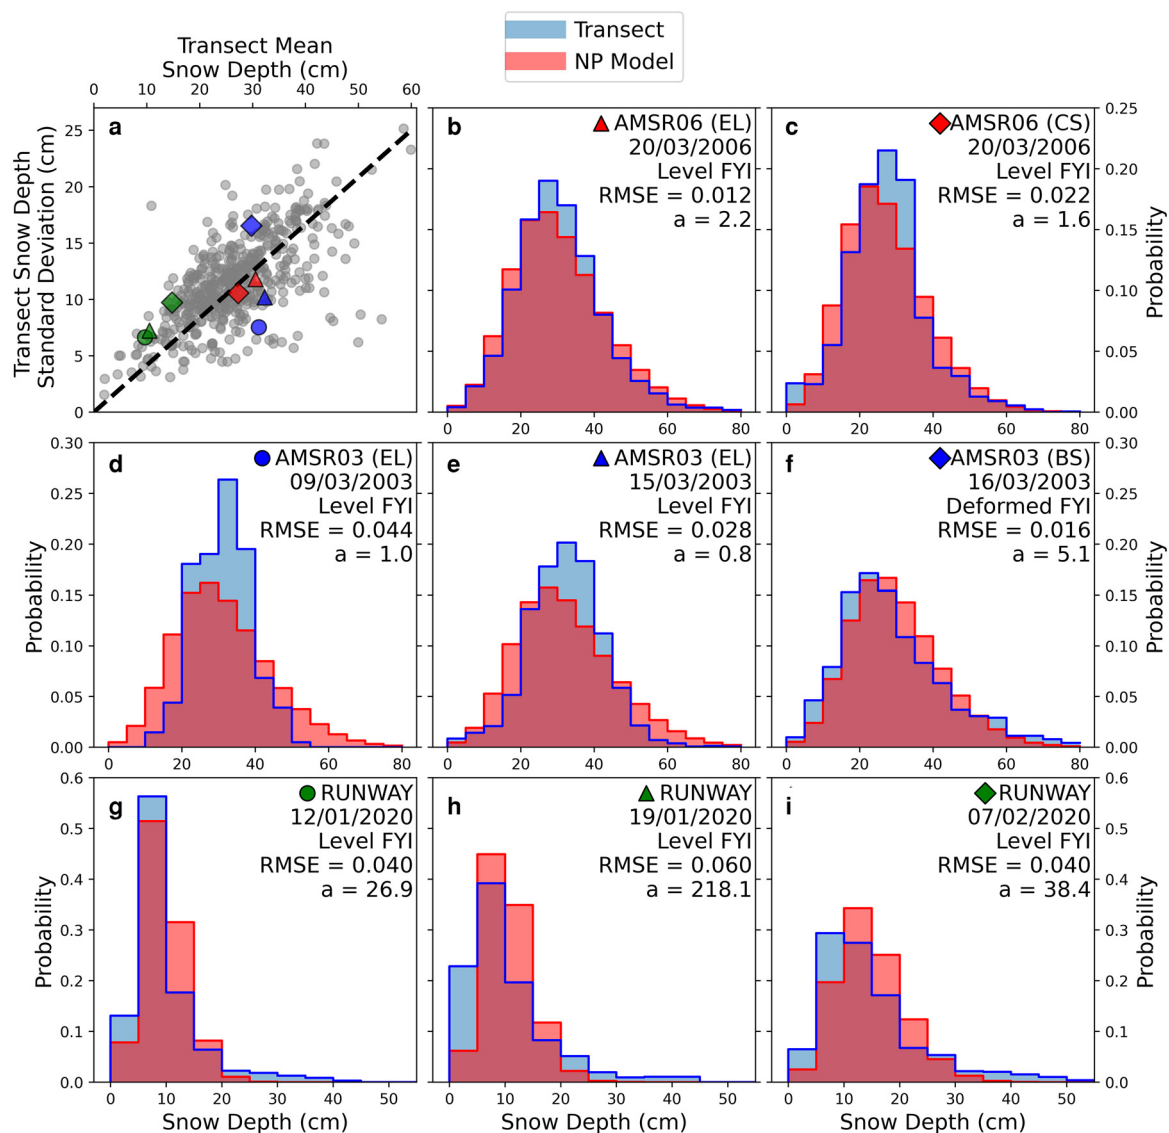 Transect
NP Model
Transect Mean
Snow Depth (cm)
0 10 20 30 40 50 60
a
25
20
15
10
5
0
Transect Snow Depth
Standard Deviation (cm)
b
AMSR06 (EL)
20/03/2006
Level FYI
RMSE = 0.012
a = 2.2
0 20 40 60 80
c
AMSR06 (CS)
20/03/2006
Level FYI
RMSE = 0.022
a = 1.6
0.25
0.20
0.15
0.10
0.05
0.00
Probability
0 20 40 60 80
d
AMSR03 (EL)
09/03/2003
Level FYI
RMSE = 0.044
a = 1.0
0.30
0.25
0.20
0.15
0.10
0.05
0.00
Probability
0 20 40 60 80
e
AMSR03 (EL)
15/03/2003
Level FYI
RMSE = 0.028
a = 0.8
0 20 40 60 80
f
AMSR03 (BS)
16/03/2003
Deformed FYI
RMSE = 0.016
a = 5.1
0.30
0.25
0.20
0.15
0.10
0.05
0.00
Probability
0 20 40 60 80
g
RUNWAY
12/01/2020
Level FYI
RMSE = 0.040
a = 26.9
0.6
0.5
0.4
0.3
0.2
0.1
0.0
Probability
0 10 20 30 40 50
Snow Depth (cm)
h
RUNWAY
19/01/2020
Level FYI
RMSE = 0.060
a = 218.1
0 10 20 30 40 50
Snow Depth (cm)
i
RUNWAY
07/02/2020
Level FYI
RMSE = 0.040
a = 38.4
0.6
0.5
0.4
0.3
0.2
0.1
0.0
Probability
0 10 20 30 40 50
Snow Depth (cm)